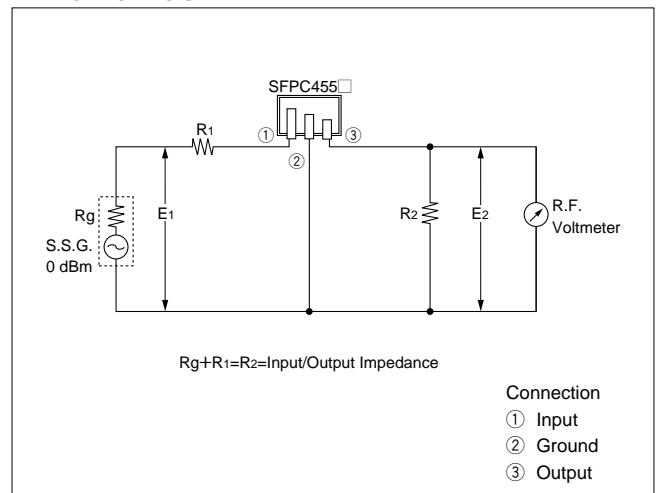 SFPC455□
R1
①
②
③
Rg
S.S.G.
0 dBm
E1
R2
E2
R.F.
Voltmeter
Rg+R1=R2=Input/Output Impedance
Connection
① Input
② Ground
③ Output